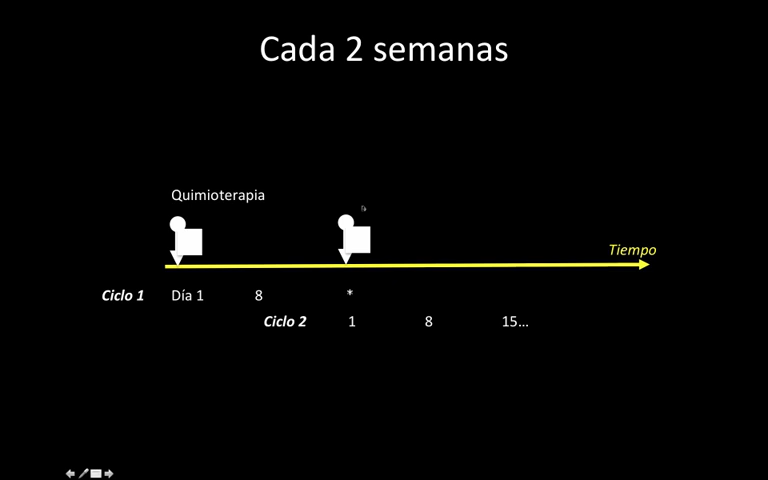 Cada 2 semanas
Quimioterapia
Tiempo
Ciclo 1 Día 1 8 *
Ciclo 2 1 8 15...